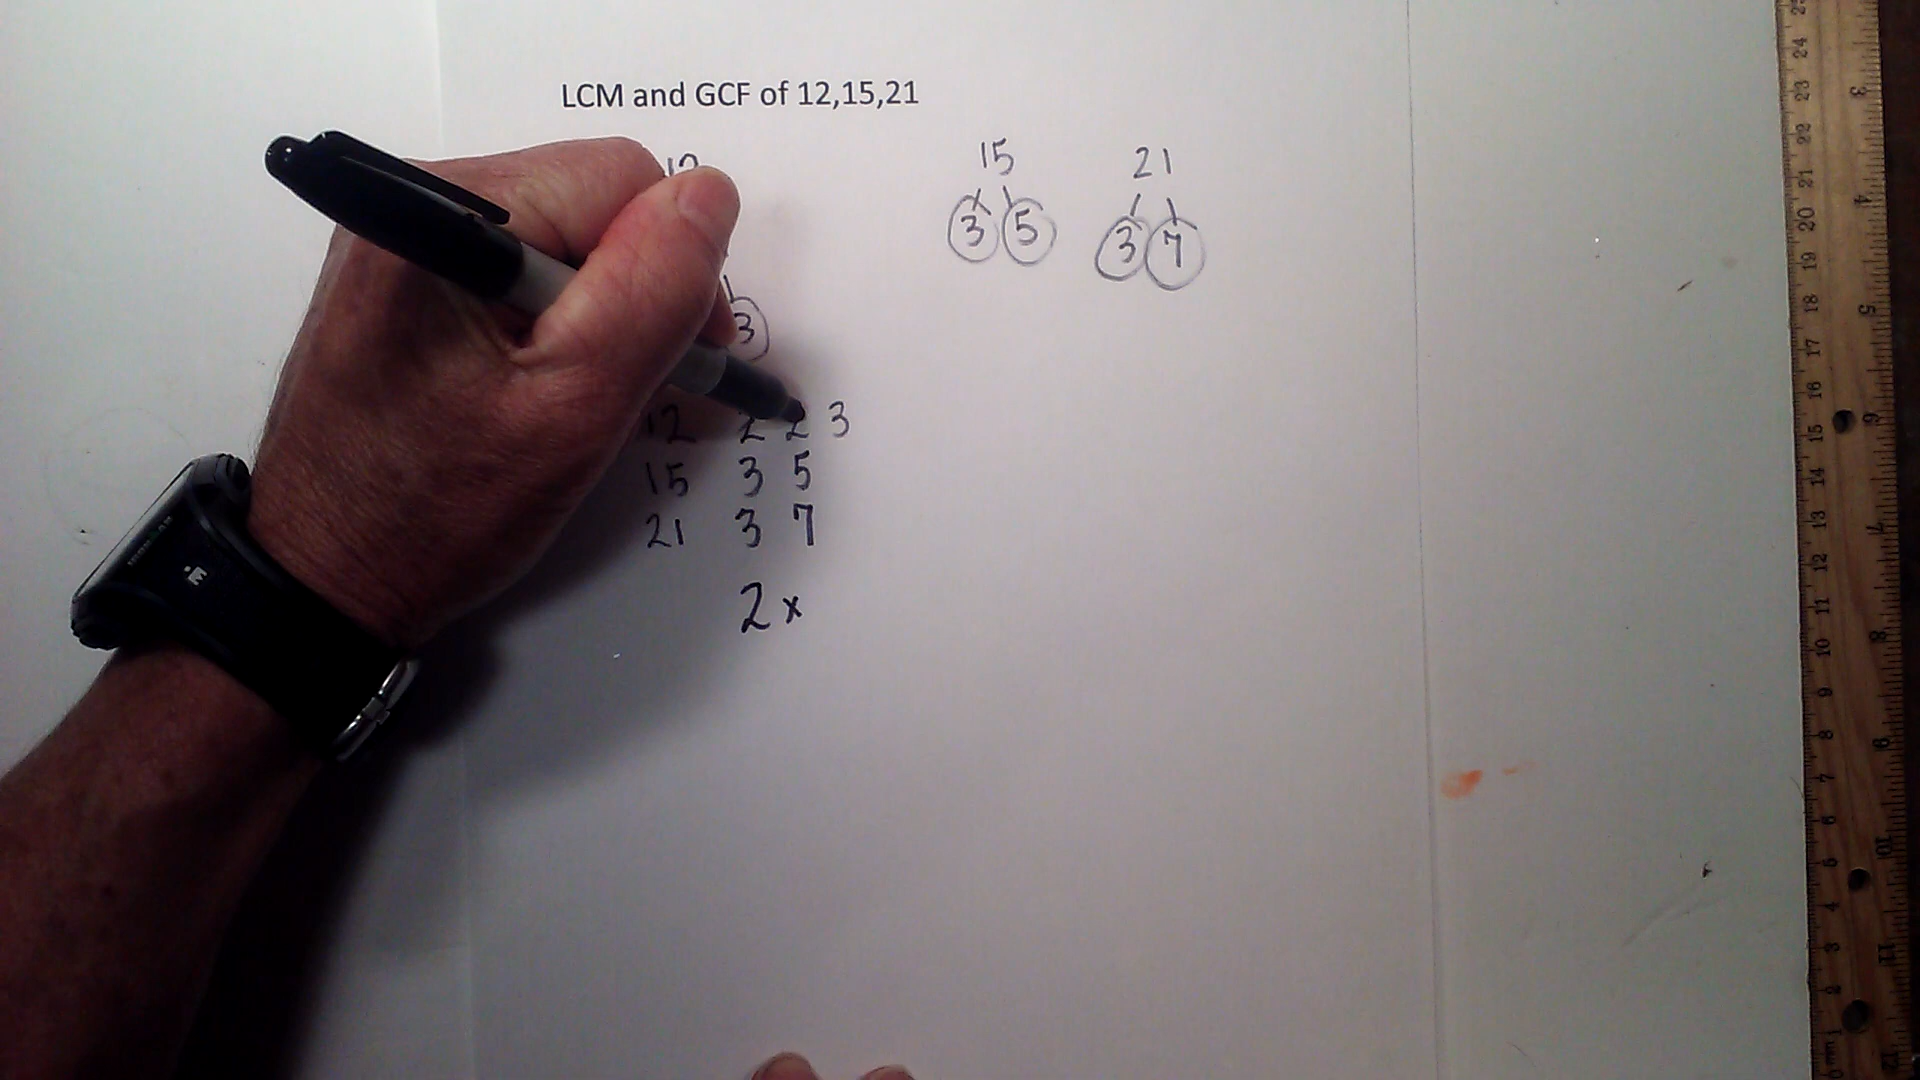 LCM and GCF of 12,15,21
12 15 21
3 5 3 7
3
12 2 2 3
15 3 5
21 3 7
2 x